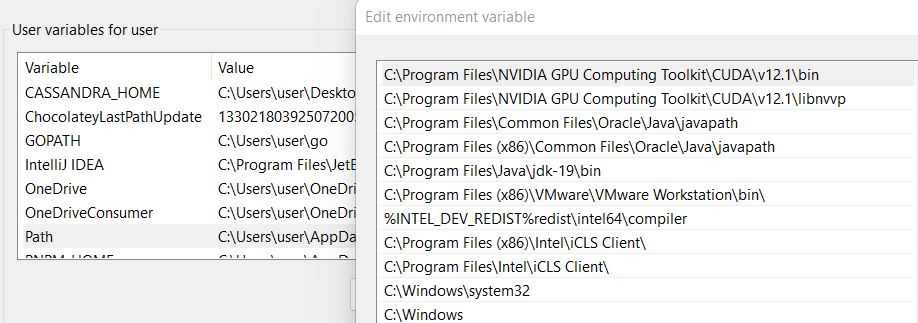 User variables for user
Variable Value
CASSANDRA_HOME C:\Users\user\Deskto
ChocolateyLastPathUpdate 13302180392507200
GOPATH C:\Users\user\go
IntelliJ IDEA C:\Program Files\JetB
OneDrive C:\Users\user\OneDri
OneDriveConsumer C:\Users\user\OneDri
Path C:\Users\user\AppDa
Edit environment variable
C:\Program Files\NVIDIA GPU Computing Toolkit\CUDA\v12.1\bin
C:\Program Files\NVIDIA GPU Computing Toolkit\CUDA\v12.1\libnvvp
C:\Program Files\Common Files\Oracle\Java\javapath
C:\Program Files (x86)\Common Files\Oracle\Java\javapath
C:\Program Files\Java\jdk-19\bin
C:\Program Files (x86)\VMware\VMware Workstation\bin\
%INTEL_DEV_REDIST%redist\intel64\compiler
C:\Program Files (x86)\Intel\iCLS Client\
C:\Program Files\Intel\iCLS Client\
C:\Windows\system32
C:\Windows